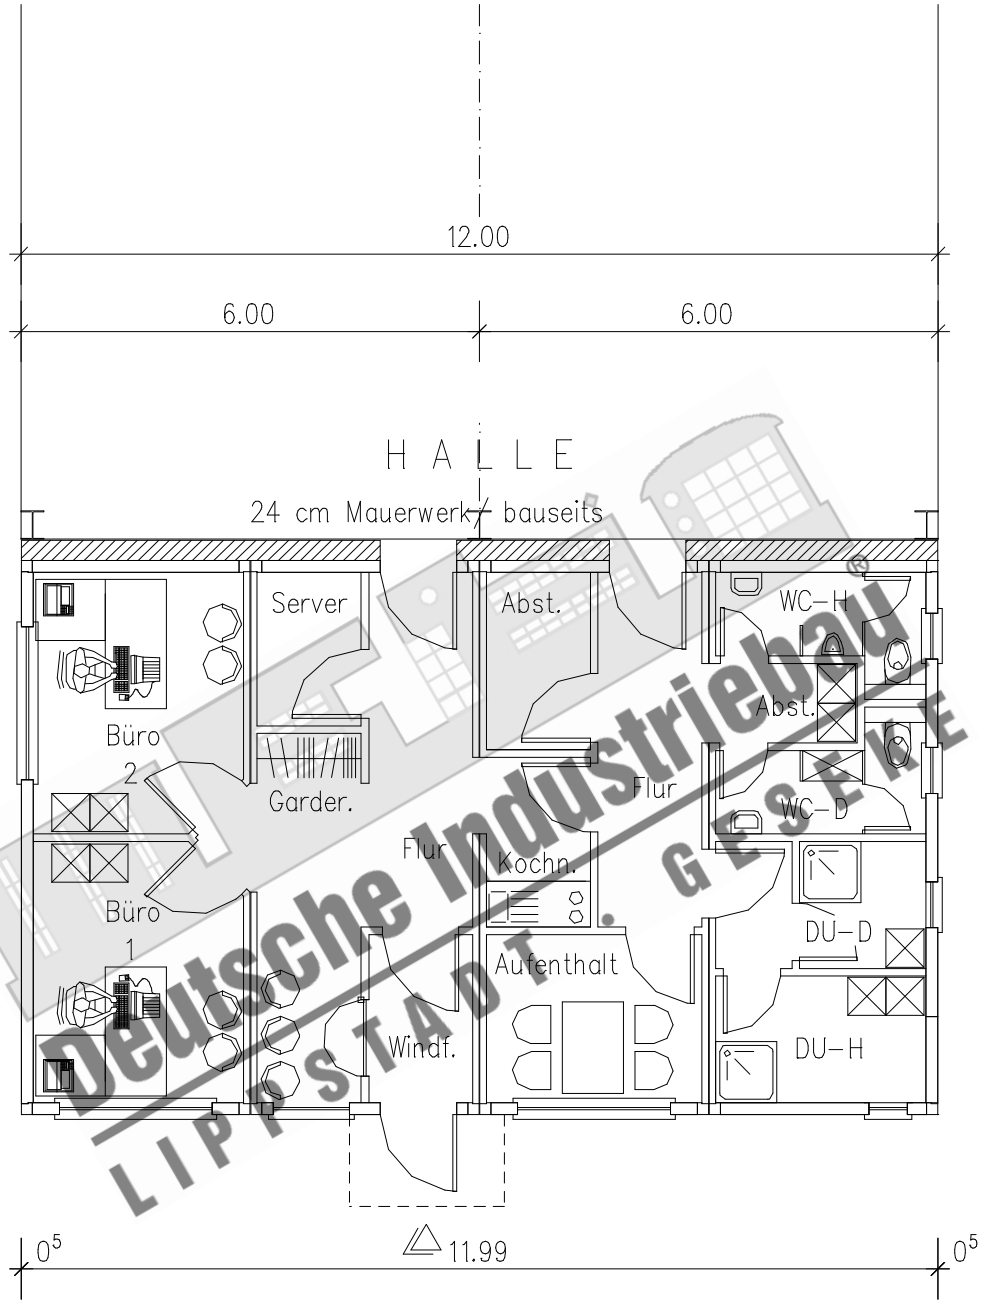 12.00
6.00 6.00
HALLE
24 cm Mauerwerk/ bauseits
Server
Abst.
WC-H
®
Abst.
Büro
2
Garder.
Flur
WC-D
Flur
Kochn.
Büro
1
DU-D
Aufenthalt
Windf.
DU-H
Deutsche Industriebau
LIPPSTADT . GESEKE
0⁵ 11.99 0⁵